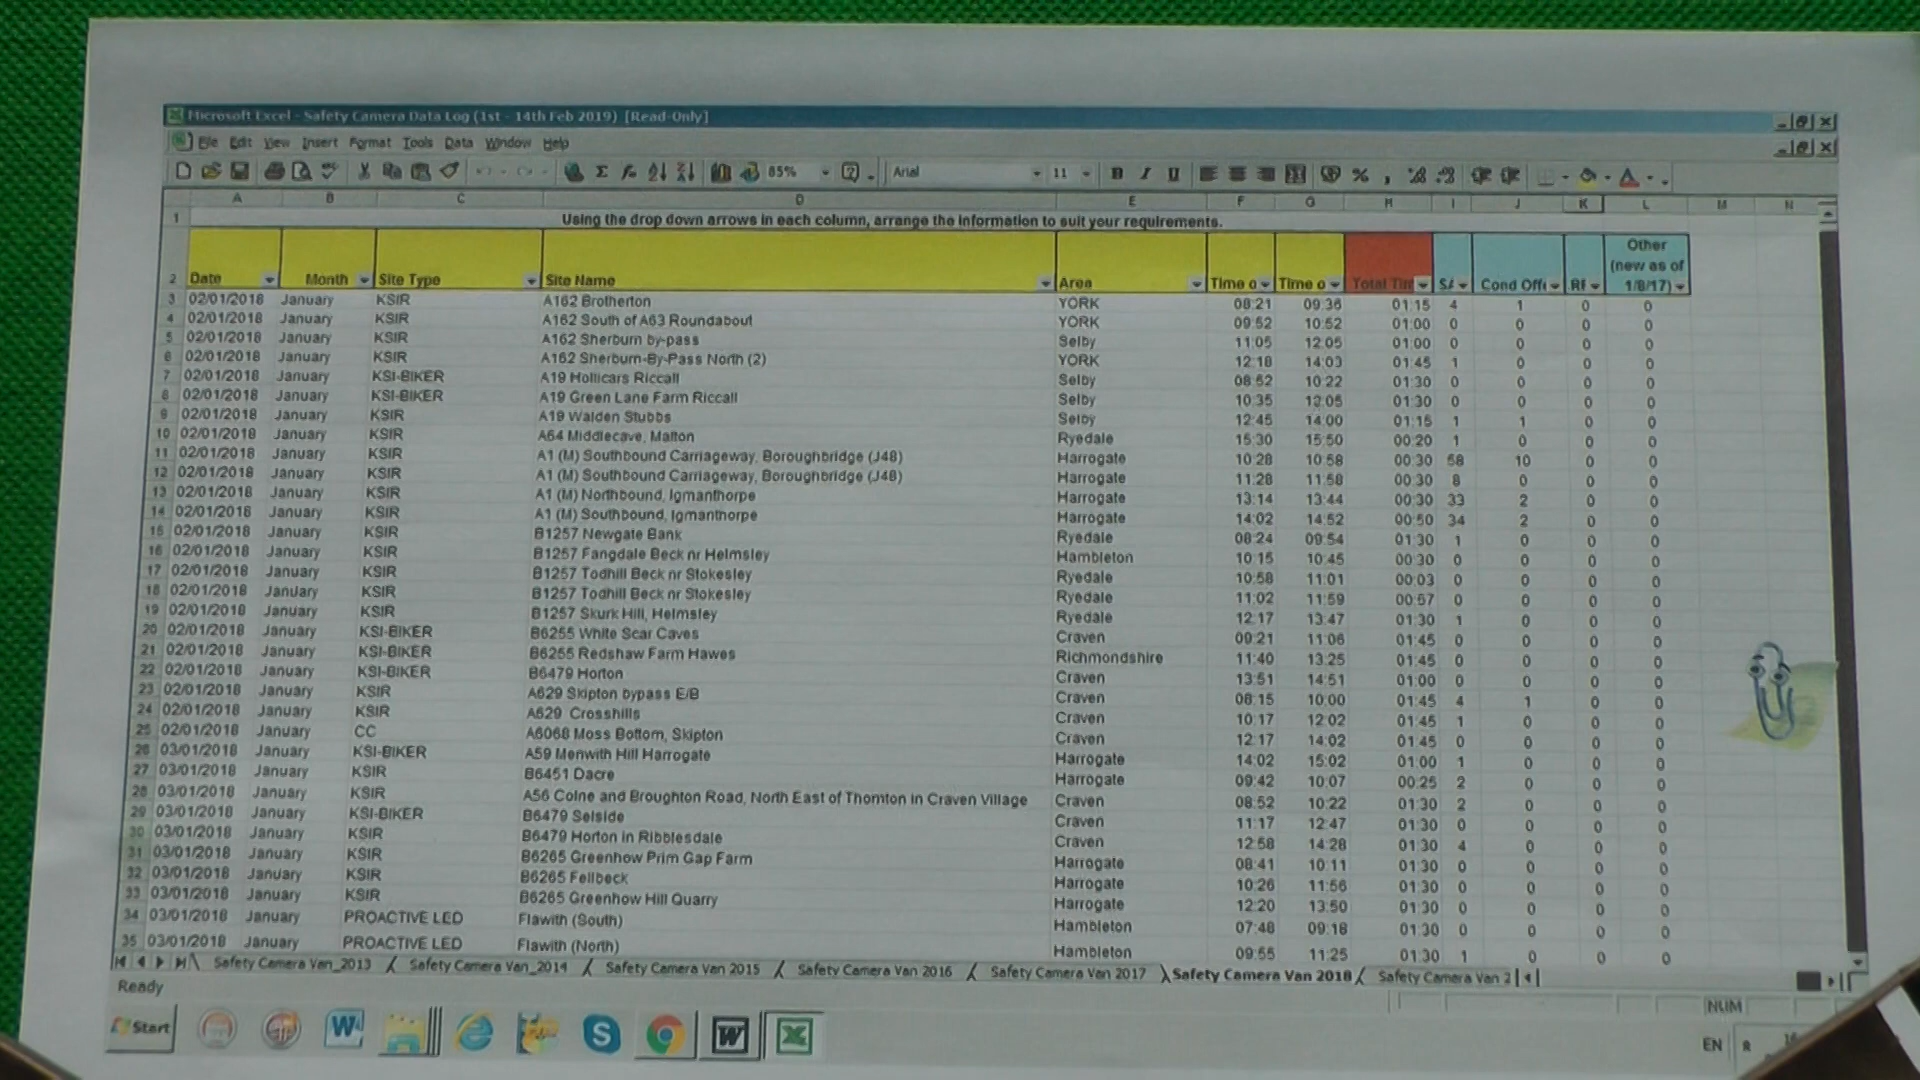 Microsoft Excel - Safety Camera Data Log (1st - 14th Feb 2019) [Read-Only]
File Edit View Insert Format Tools Data Window Help
85% Arial 11 B I U % ,
A B C D E F G H I J K L M N
1 Using the drop down arrows in each column, arrange the information to suit your requirements.
2 Date Month Site Type Site Name Area Time o Time o Total Tim SA Cond Offe Other (new as of 1/8/17)
3 02/01/2018 January KSIR A162 Brotherton YORK 08:21 09:36 01:15 4 1 0 0
4 02/01/2018 January KSIR A162 South of A63 Roundabout YORK 09:52 10:52 01:00 0 0 0 0
5 02/01/2018 January KSIR A162 Sherburn by-pass Selby 11:05 12:05 01:00 0 0 0 0
6 02/01/2018 January KSIR A162 Sherburn-By-Pass North (2) YORK 12:18 14:03 01:45 1 0 0 0
7 02/01/2018 January KSI-BIKER A19 Hollicars Riccall Selby 08:52 10:22 01:30 0 0 0 0
8 02/01/2018 January KSI-BIKER A19 Green Lane Farm Riccall Selby 10:35 12:05 01:30 0 0 0 0
9 02/01/2018 January KSIR A19 Walden Stubbs Selby 12:45 14:00 01:15 1 1 0 0
10 02/01/2018 January KSIR A64 Middlecave, Malton Ryedale 15:30 15:50 00:20 1 0 0 0
11 02/01/2018 January KSIR A1 (M) Southbound Carriageway, Boroughbridge (J48) Harrogate 10:28 10:58 00:30 58 10 0 0
12 02/01/2018 January KSIR A1 (M) Southbound Carriageway, Boroughbridge (J48) Harrogate 11:28 11:58 00:30 8 0 0 0
13 02/01/2018 January KSIR A1 (M) Northbound, Igmanthorpe Harrogate 13:14 13:44 00:30 33 2 0 0
14 02/01/2018 January KSIR A1 (M) Southbound, Igmanthorpe Harrogate 14:02 14:52 00:50 34 2 0 0
15 02/01/2018 January KSIR B1257 Newgate Bank Ryedale 08:24 09:54 01:30 1 0 0 0
16 02/01/2018 January KSIR B1257 Fangdale Beck nr Helmsley Hambleton 10:15 10:45 00:30 0 0 0 0
17 02/01/2018 January KSIR B1257 Todhill Beck nr Stokesley Ryedale 10:58 11:01 00:03 0 0 0 0
18 02/01/2018 January KSIR B1257 Todhill Beck nr Stokesley Ryedale 11:02 11:59 00:57 0 0 0 0
19 02/01/2018 January KSIR B1257 Skurk Hill, Helmsley Ryedale 12:17 13:47 01:30 1 0 0 0
20 02/01/2018 January KSI-BIKER B6255 White Scar Caves Craven 09:21 11:06 01:45 0 0 0 0
21 02/01/2018 January KSI-BIKER B6255 Redshaw Farm Hawes Richmondshire 11:40 13:25 01:45 0 0 0 0
22 02/01/2018 January KSI-BIKER B6479 Horton Craven 13:51 14:51 01:00 0 0 0 0
23 02/01/2018 January KSIR A629 Skipton bypass E/B Craven 08:15 10:00 01:45 4 1 0 0
24 02/01/2018 January KSIR A629 Crosshills Craven 10:17 12:02 01:45 1 0 0 0
25 02/01/2018 January CC A6068 Moss Bottom, Skipton Craven 12:17 14:02 01:45 0 0 0 0
26 03/01/2018 January KSI-BIKER A59 Menwith Hill Harrogate Harrogate 14:02 15:02 01:00 1 0 0 0
27 03/01/2018 January KSIR B6451 Dacre Harrogate 09:42 10:07 00:25 2 0 0 0
28 03/01/2018 January KSIR A56 Colne and Broughton Road, North East of Thornton in Craven Village Craven 08:52 10:22 01:30 2 0 0 0
29 03/01/2018 January KSI-BIKER B6479 Selside Craven 11:17 12:47 01:30 0 0 0 0
30 03/01/2018 January KSIR B6479 Horton in Ribblesdale Craven 12:58 14:28 01:30 4 0 0 0
31 03/01/2018 January KSIR B6265 Greenhow Prim Gap Farm Harrogate 08:41 10:11 01:30 0 0 0 0
32 03/01/2018 January KSIR B6265 Fellbeck Harrogate 10:26 11:56 01:30 0 0 0 0
33 03/01/2018 January KSIR B6265 Greenhow Hill Quarry Harrogate 12:20 13:50 01:30 0 0 0 0
34 03/01/2018 January PROACTIVE LED Flawith (South) Hambleton 07:48 09:18 01:30 0 0 0 0
35 03/01/2018 January PROACTIVE LED Flawith (North) Hambleton 09:55 11:25 01:30 1 0 0 0
Safety Camera Van_2013 Safety Camera Van_2014 Safety Camera Van 2015 Safety Camera Van 2016 Safety Camera Van 2017 Safety Camera Van 2018 Safety Camera Van 2
Ready
NUM
Start
EN